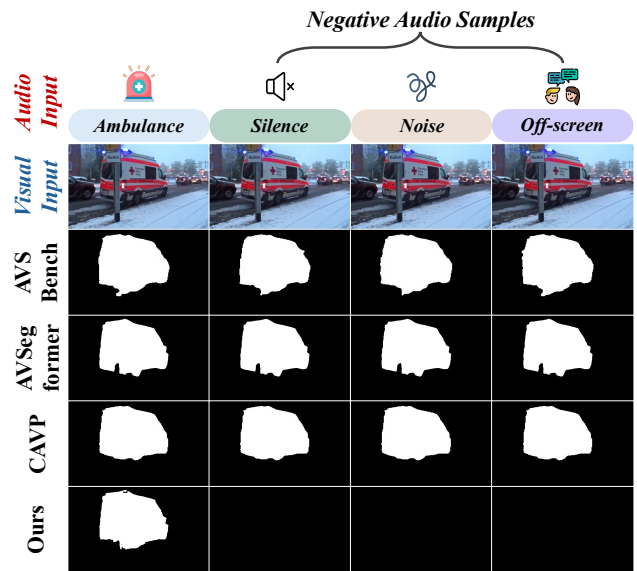 Negative Audio Samples
Audio
Input
Ambulance
Silence
Noise
Off-screen
Visual
Input
AVS
Bench
AVSeg
former
CAVP
Ours